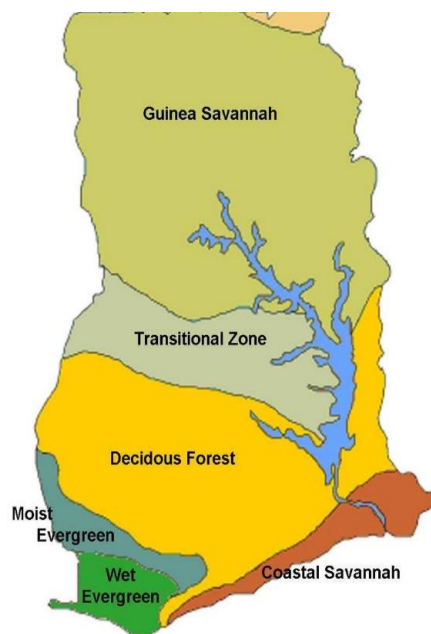 Guinea Savannah
Transitional Zone
Decidous Forest
Moist
Evergreen
Wet
Evergreen
Coastal Savannah